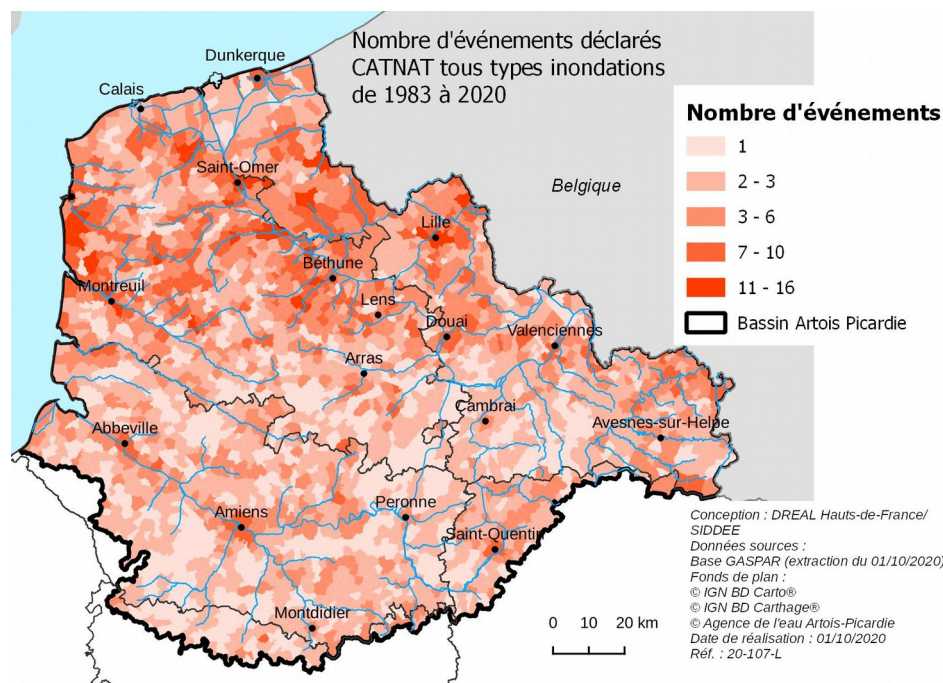 Nombre d'événements déclarés
CATNAT tous types inondations
de 1983 à 2020
Dunkerque
Calais
Saint-Omer
Belgique
Lille
Béthune
Montreuil
Lens
Douai
Valenciennes
Arras
Cambrai
Avesnes-sur-Helpe
Abbeville
Peronne
Amiens
Saint-Quentin
Montdidier
Nombre d'événements
1
2 - 3
3 - 6
7 - 10
11 - 16
Bassin Artois Picardie
0 10 20 km
Conception : DREAL Hauts-de-France/
SIDDEE
Données sources :
Base GASPAR (extraction du 01/10/2020)
Fonds de plan :
© IGN BD Carto®
© IGN BD Carthage®
© Agence de l'eau Artois-Picardie
Date de réalisation : 01/10/2020
Réf. : 20-107-L